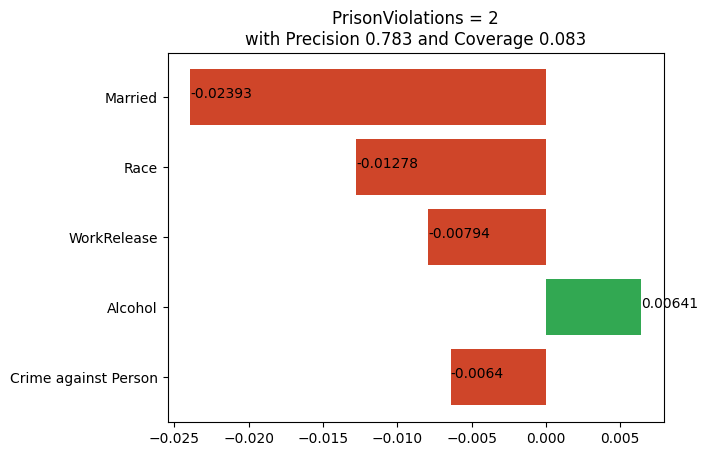 PrisonViolations = 2
with Precision 0.783 and Coverage 0.083
Married
-0.02393
Race
-0.01278
WorkRelease
-0.00794
Alcohol
0.00641
Crime against Person
-0.0064
−0.025 −0.020 −0.015 −0.010 −0.005 0.000 0.005